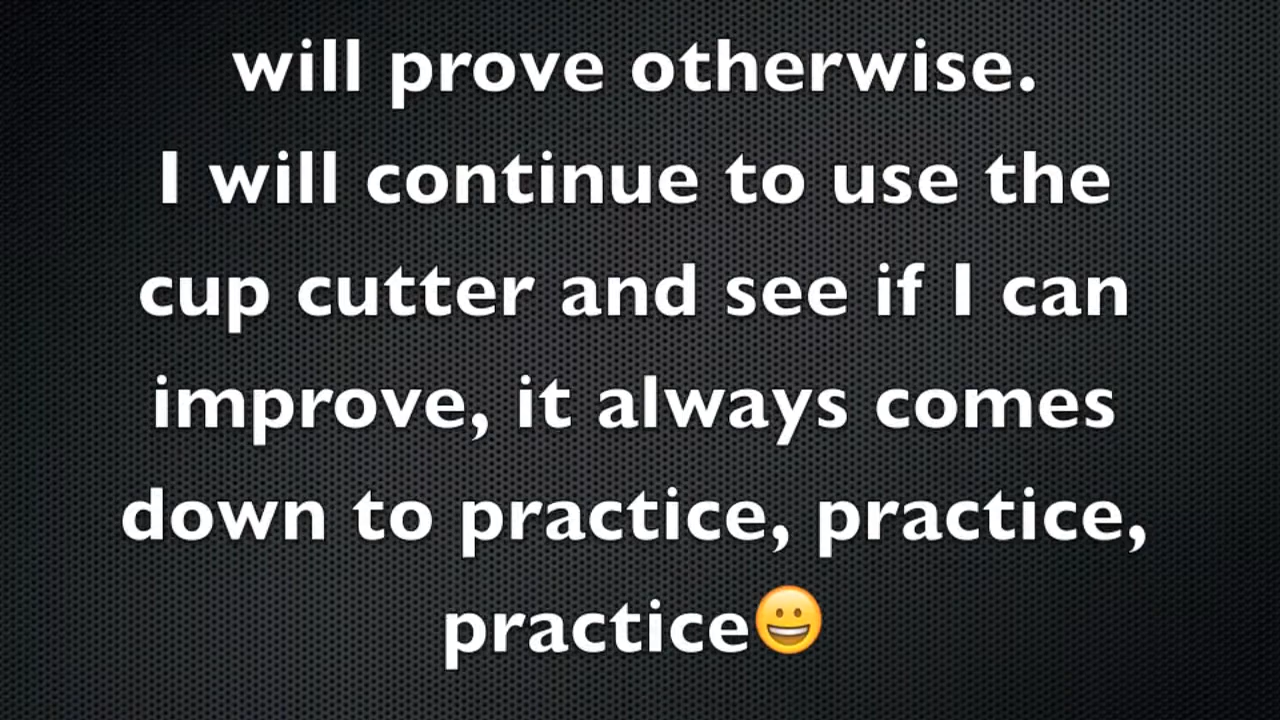 will prove otherwise.
I will continue to use the
cup cutter and see if I can
improve, it always comes
down to practice, practice,
practice😀